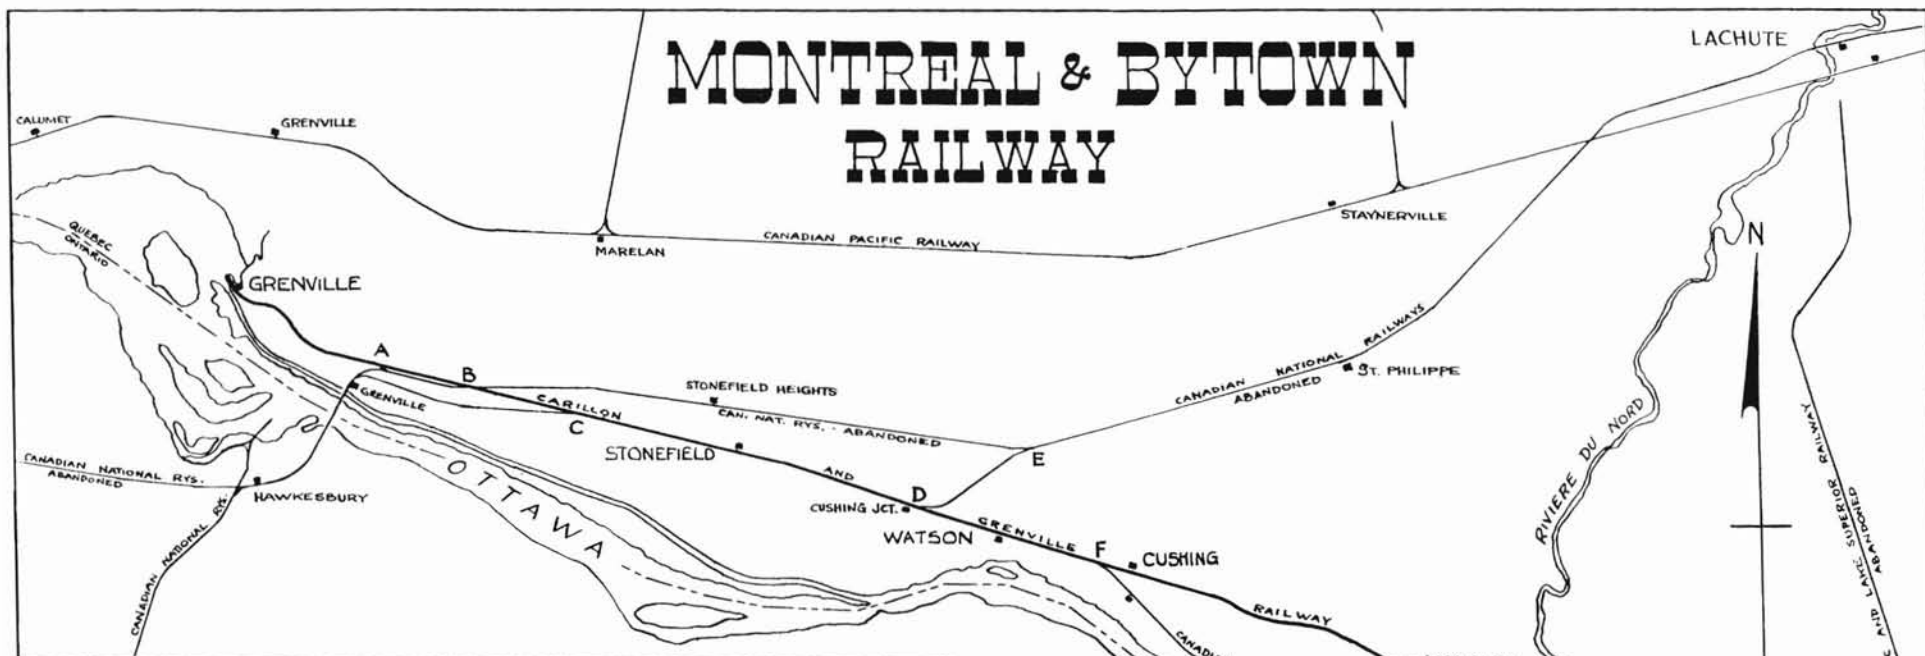 MONTREAL & BYTOWN
RAILWAY
LACHUTE
CALUMET
GRENVILLE
STAYNERVILLE
QUEBEC
ONTARIO
MARELAN
CANADIAN PACIFIC RAILWAY
N
GRENVILLE
A
B
GRENVILLE
STONEFIELD HEIGHTS
CANADIAN NATIONAL RAILWAYS
ABANDONED
ST. PHILIPPE
CARILLON
C
CAN. NAT. RYS. - ABANDONED
STONEFIELD
E
RIVIERE DU NORD
AND LAKE SUPERIOR RAILWAY
ABANDONED
CANADIAN NATIONAL RYS.
ABANDONED
HAWKESBURY
OTTAWA
AND
D
CUSHING JCT.
WATSON
GRENVILLE
F
CUSHING
CANADIAN NATIONAL RYS.
RAILWAY